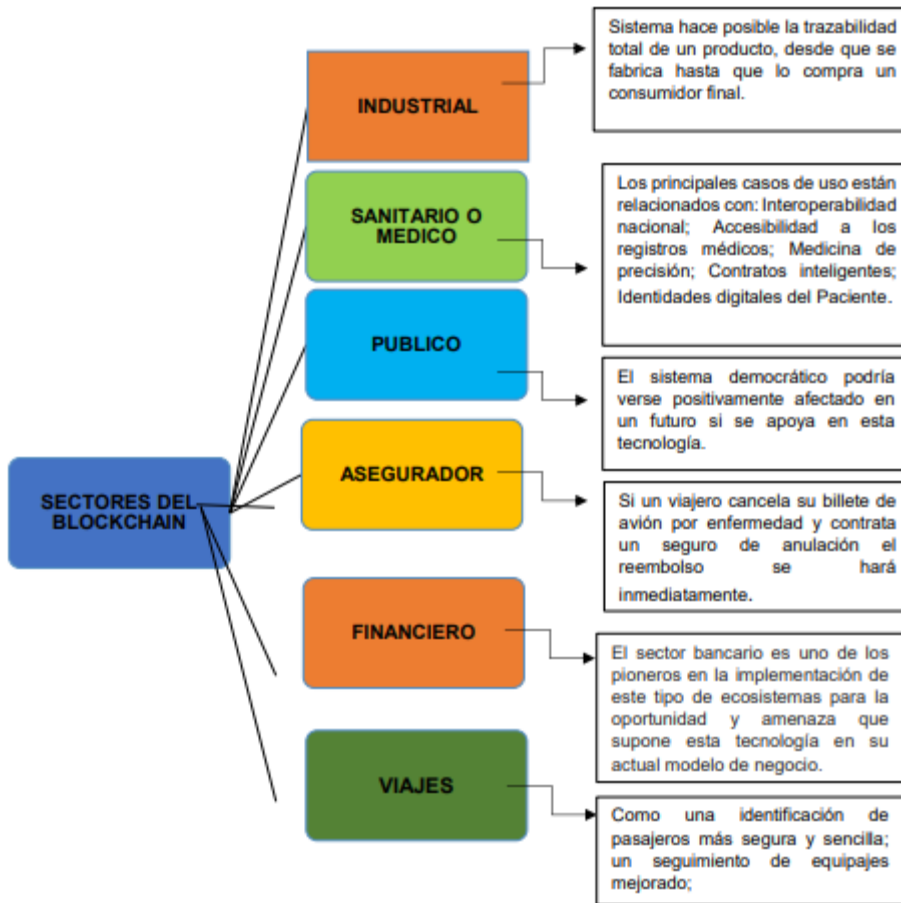 Sistema hace posible la trazabilidad
total de un producto, desde que se
fabrica hasta que lo compra un
consumidor final.
INDUSTRIAL
Los principales casos de uso están
relacionados con: Interoperabilidad
nacional; Accesibilidad a los
registros médicos; Medicina de
precisión; Contratos inteligentes;
Identidades digitales del Paciente.
SANITARIO O
MEDICO
PUBLICO
El sistema democrático podría
verse positivamente afectado en
un futuro si se apoya en esta
tecnología.
ASEGURADOR
SECTORES DEL
BLOCKCHAIN
Si un viajero cancela su billete de
avión por enfermedad y contrata
un seguro de anulación el
reembolso se hará
inmediatamente.
FINANCIERO
El sector bancario es uno de los
pioneros en la implementación de
este tipo de ecosistemas para la
oportunidad y amenaza que
supone esta tecnología en su
actual modelo de negocio.
VIAJES
Como una identificación de
pasajeros más segura y sencilla;
un seguimiento de equipajes
mejorado;